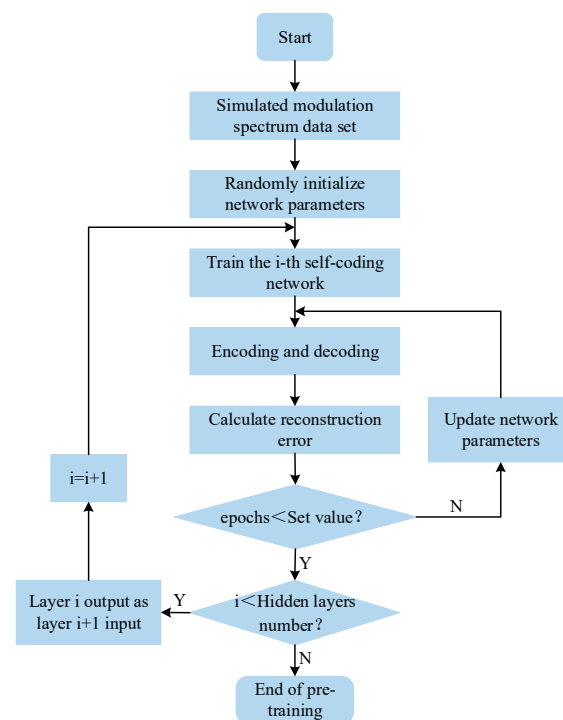 Start
Simulated modulation
spectrum data set
Randomly initialize
network parameters
Train the i-th self-coding
network
Encoding and decoding
Calculate reconstruction
error
Update network
parameters
i=i+1
epochs＜Set value？
N
Y
Layer i output as
layer i+1 input
Y
i＜Hidden layers
number？
N
End of pre-
training